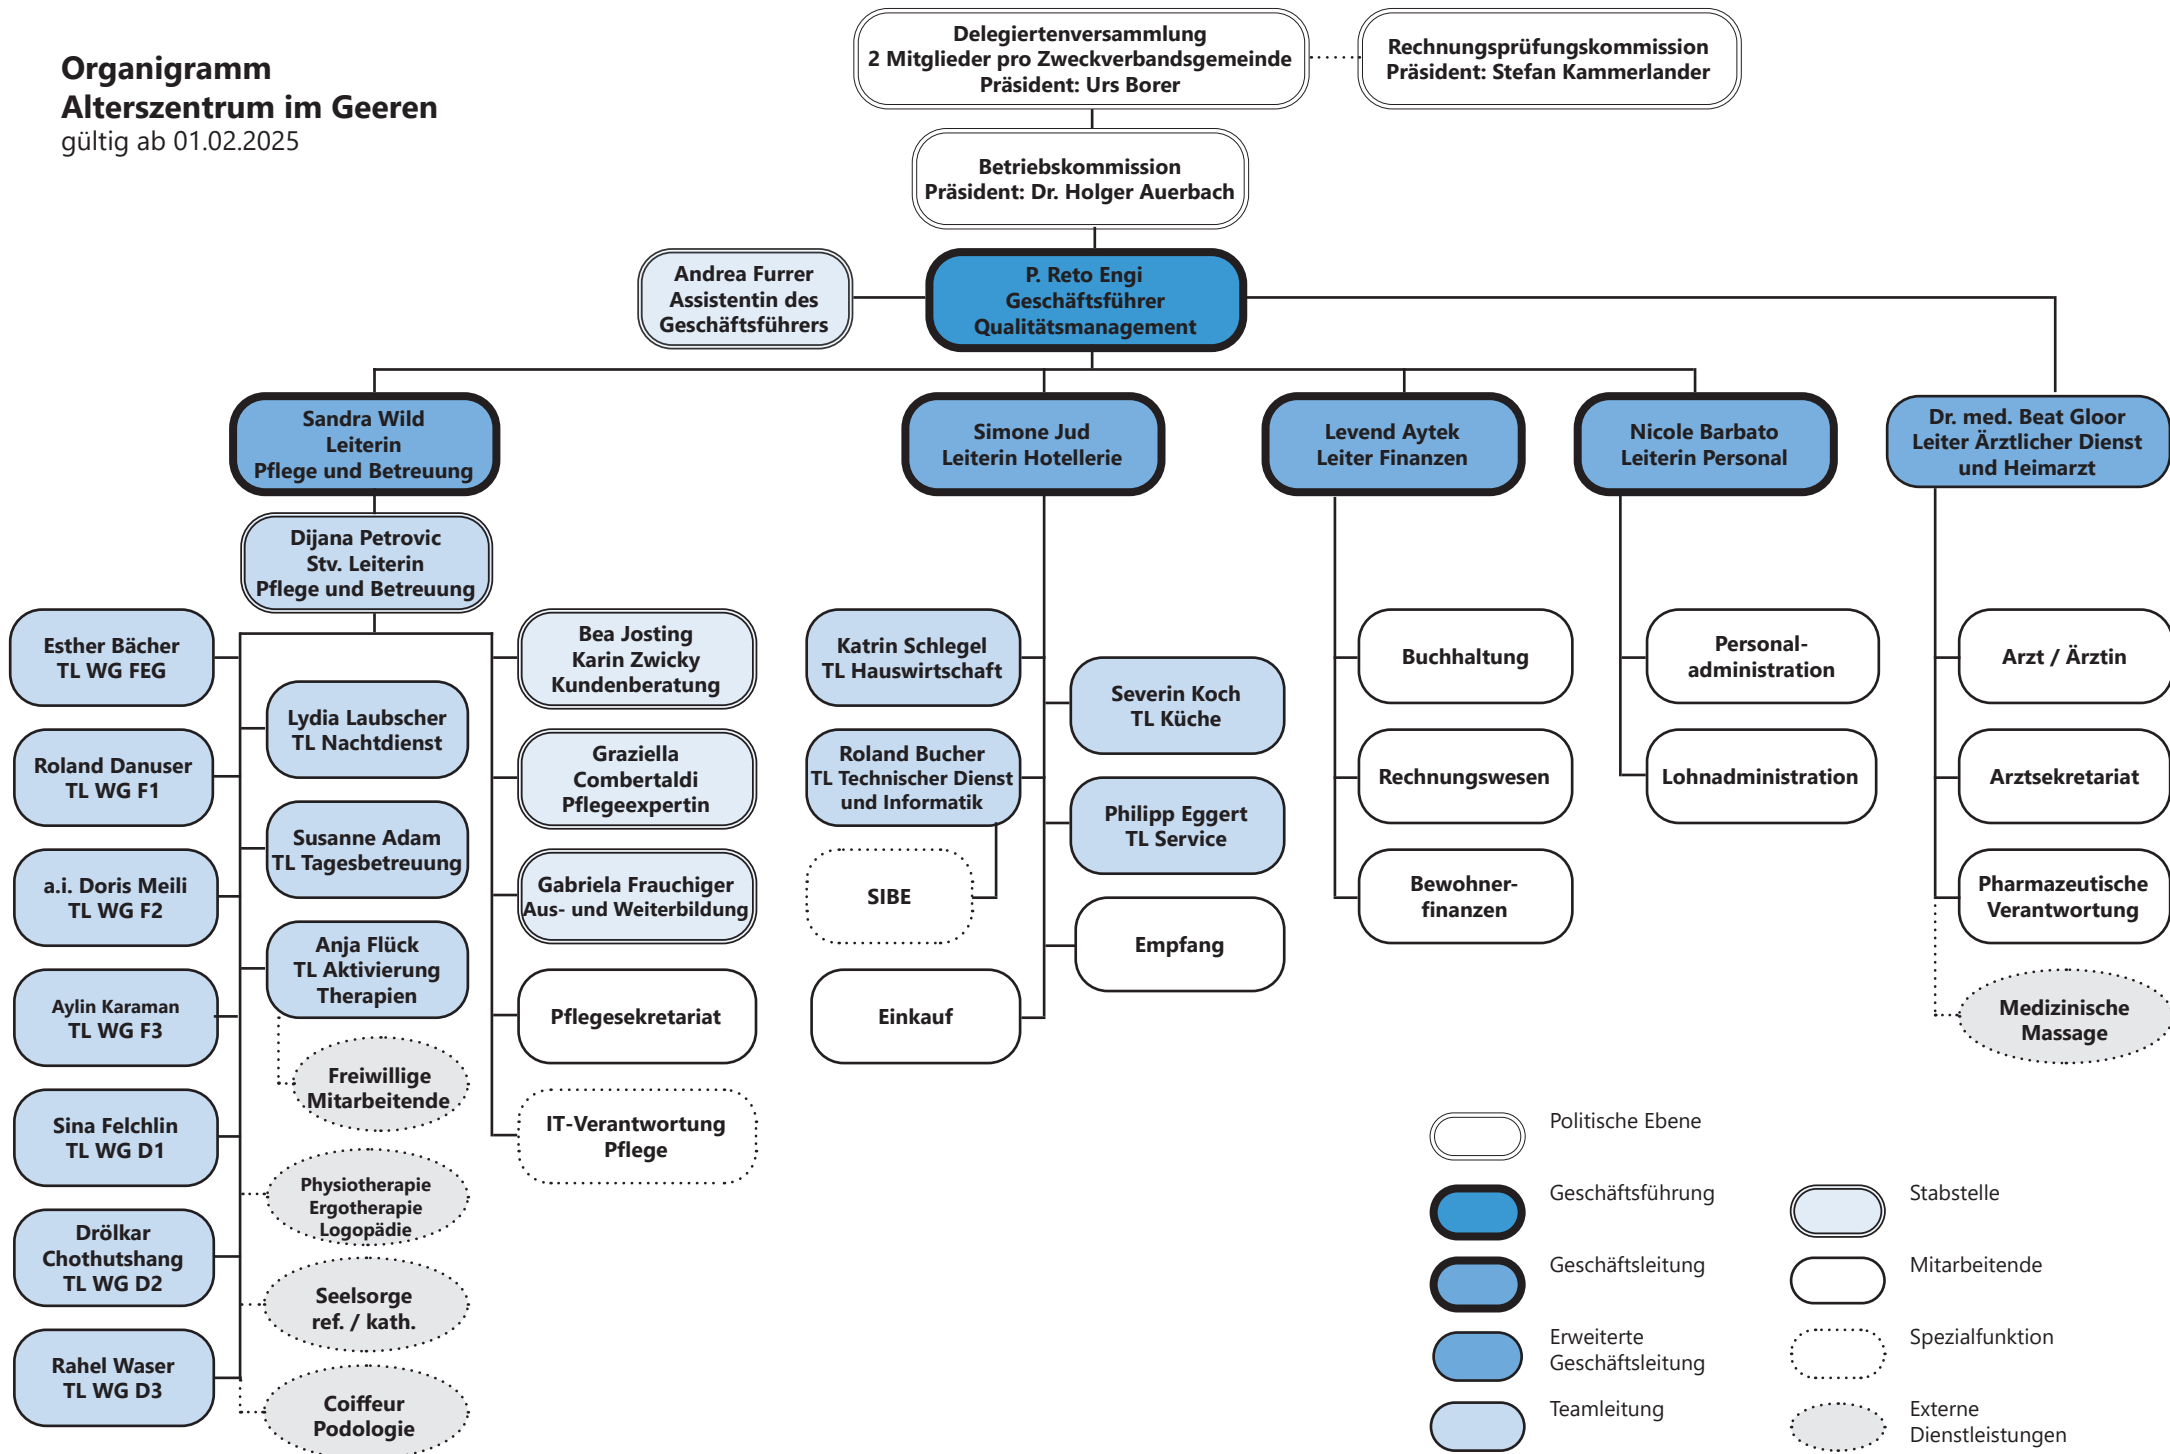 Organigramm
Alterszentrum im Geeren
gültig ab 01.02.2025
Delegiertenversammlung
2 Mitglieder pro Zweckverbandsgemeinde
Präsident: Urs Borer
Rechnungsprüfungskommission
Präsident: Stefan Kammerlander
Betriebskommission
Präsident: Dr. Holger Auerbach
Andrea Furrer
Assistentin des
Geschäftsführers
P. Reto Engi
Geschäftsführer
Qualitätsmanagement
Sandra Wild
Leiterin
Pflege und Betreuung
Simone Jud
Leiterin Hotellerie
Levend Aytek
Leiter Finanzen
Nicole Barbato
Leiterin Personal
Dr. med. Beat Gloor
Leiter Ärztlicher Dienst
und Heimarzt
Dijana Petrovic
Stv. Leiterin
Pflege und Betreuung
Esther Bächer
TL WG FEG
Roland Danuser
TL WG F1
a.i. Doris Meili
TL WG F2
Aylin Karaman
TL WG F3
Sina Felchlin
TL WG D1
Drölkar
Chothutshang
TL WG D2
Rahel Waser
TL WG D3
Lydia Laubscher
TL Nachtdienst
Susanne Adam
TL Tagesbetreuung
Anja Flück
TL Aktivierung
Therapien
Freiwillige
Mitarbeitende
Physiotherapie
Ergotherapie
Logopädie
Seelsorge
ref. / kath.
Coiffeur
Podologie
Bea Josting
Karin Zwicky
Kundenberatung
Graziella
Combertaldi
Pflegeexpertin
Gabriela Frauchiger
Aus- und Weiterbildung
Pflegesekretariat
IT-Verantwortung
Pflege
Katrin Schlegel
TL Hauswirtschaft
Roland Bucher
TL Technischer Dienst
und Informatik
SIBE
Einkauf
Severin Koch
TL Küche
Philipp Eggert
TL Service
Empfang
Buchhaltung
Rechnungswesen
Bewohner-
finanzen
Personal-
administration
Lohnadministration
Arzt / Ärztin
Arztsekretariat
Pharmazeutische
Verantwortung
Medizinische
Massage
Politische Ebene
Geschäftsführung
Geschäftsleitung
Erweiterte
Geschäftsleitung
Teamleitung
Stabstelle
Mitarbeitende
Spezialfunktion
Externe
Dienstleistungen